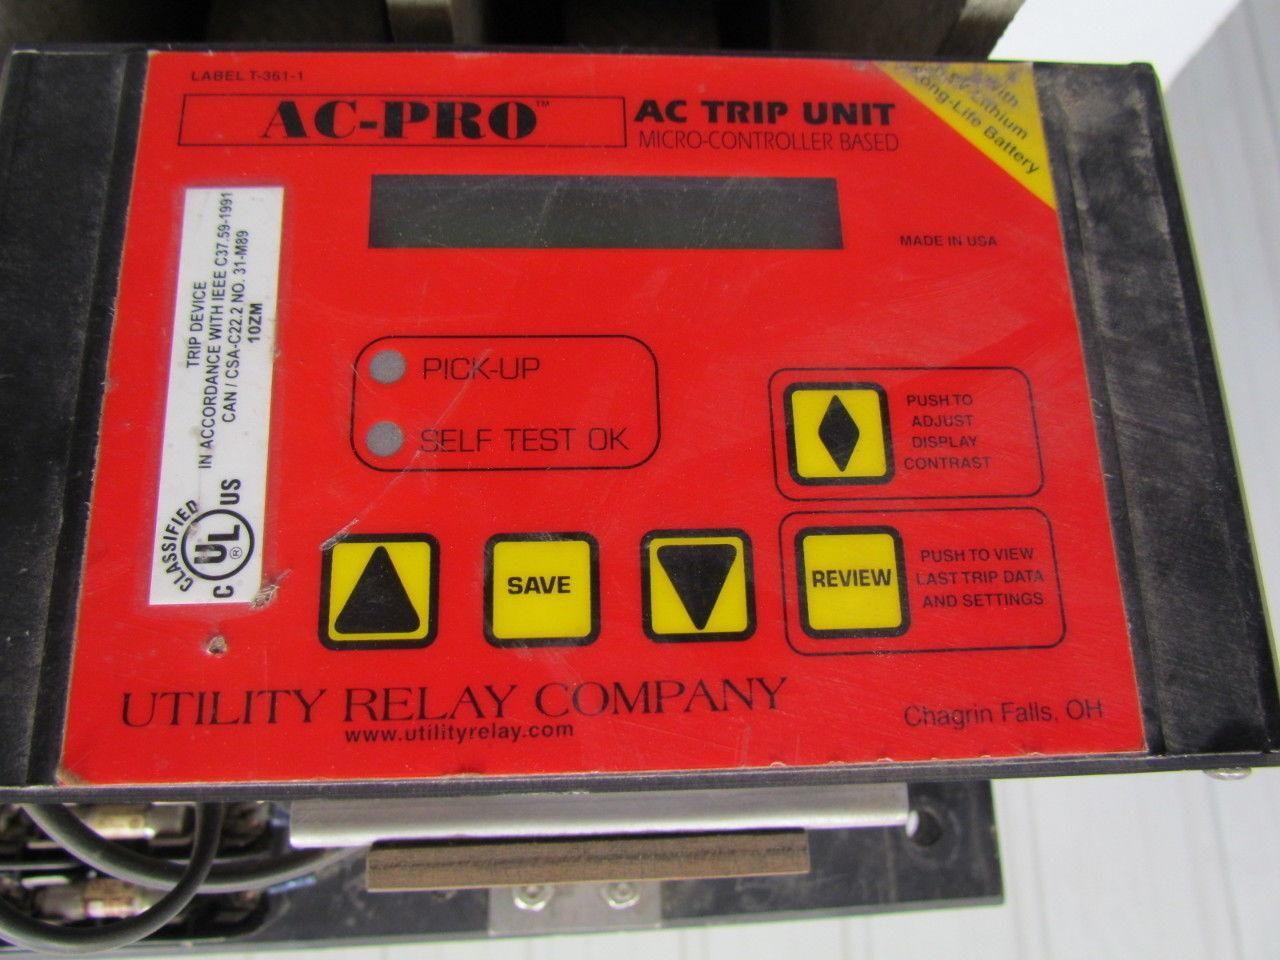 LABEL T-361-1
AC-PRO™
AC TRIP UNIT
MICRO-CONTROLLER BASED
with
Lithium
Long-Life Battery
MADE IN USA
TRIP DEVICE
IN ACCORDANCE WITH IEEE C37.59-1991
CAN / CSA-C22.2 NO. 31-M89
10ZM
CLASSIFIED
C UL ® US
PICK-UP
SELF TEST OK
PUSH TO
ADJUST
DISPLAY
CONTRAST
SAVE
REVIEW
PUSH TO VIEW
LAST TRIP DATA
AND SETTINGS
UTILITY RELAY COMPANY
www.utilityrelay.com
Chagrin Falls, OH